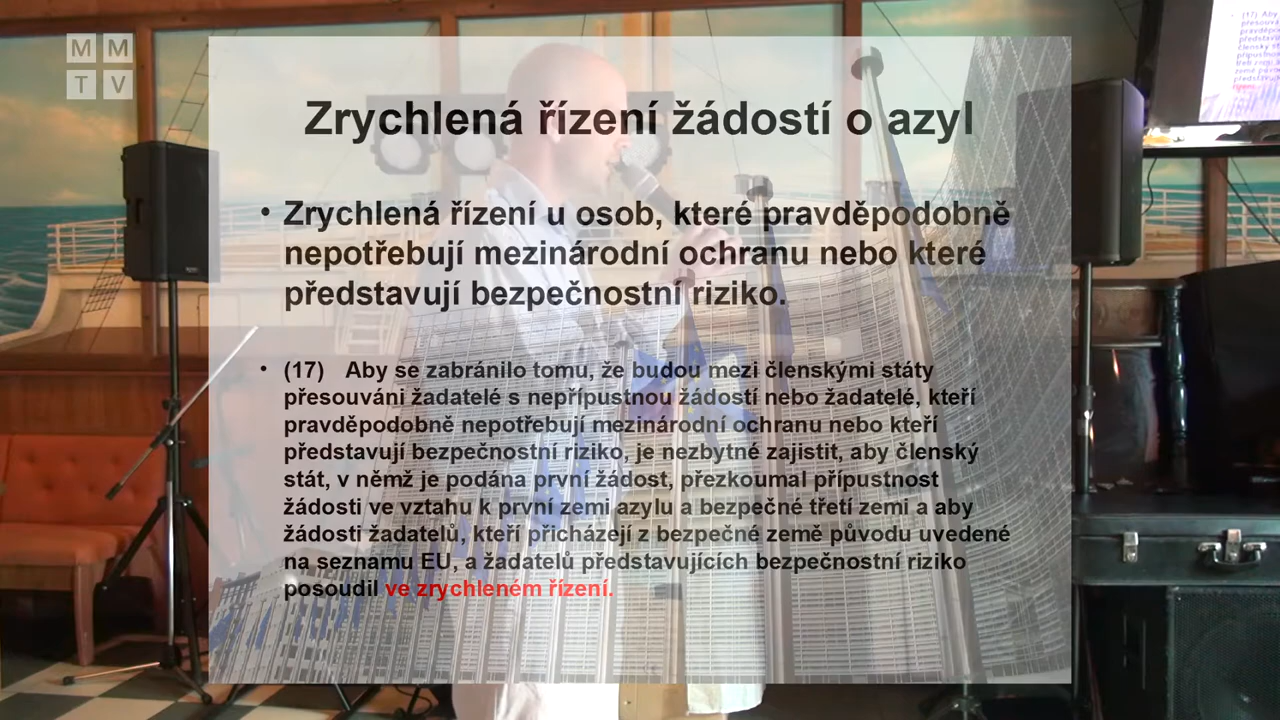 M M
T V
Zrychlená řízení žádostí o azyl
• Zrychlená řízení u osob, které pravděpodobně
nepotřebují mezinárodní ochranu nebo které
představují bezpečnostní riziko.
• (17) Aby se zabránilo tomu, že budou mezi členskými státy
přesouváni žadatelé s nepřípustnou žádostí nebo žadatelé, kteří
pravděpodobně nepotřebují mezinárodní ochranu nebo kteří
představují bezpečnostní riziko, je nezbytné zajistit, aby členský
stát, v němž je podána první žádost, přezkoumal přípustnost
žádosti ve vztahu k první zemi azylu a bezpečné třetí zemi a aby
žádosti žadatelů, kteří přicházejí z bezpečné země původu uvedené
na seznamu EU, a žadatelů představujících bezpečnostní riziko
posoudil ve zrychleném řízení.
(17) Aby